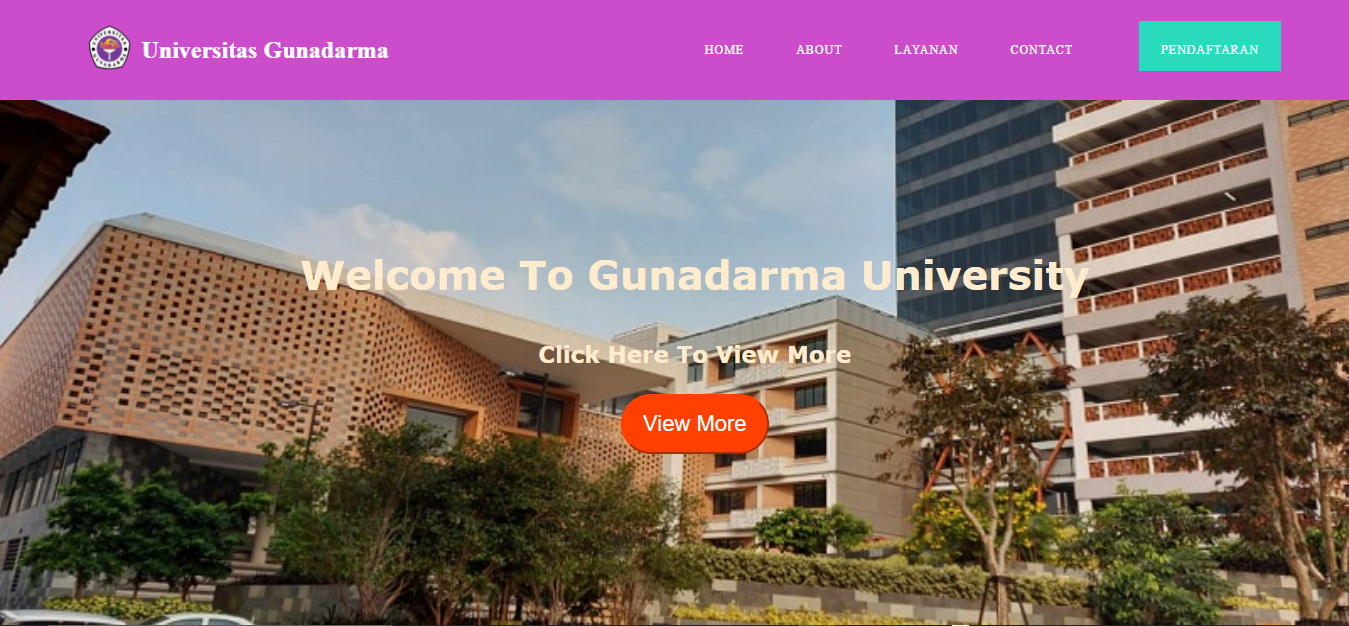 Universitas Gunadarma
HOME ABOUT LAYANAN CONTACT PENDAFTARAN
Welcome To Gunadarma University
Click Here To View More
View More